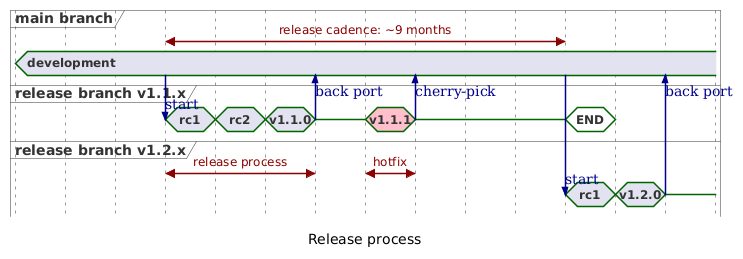 main branch
release cadence: ~9 months
development
release branch v1.1.x
back port
cherry-pick
back port
start
rc1
rc2
v1.1.0
v1.1.1
END
release branch v1.2.x
release process
hotfix
start
rc1
v1.2.0
Release process